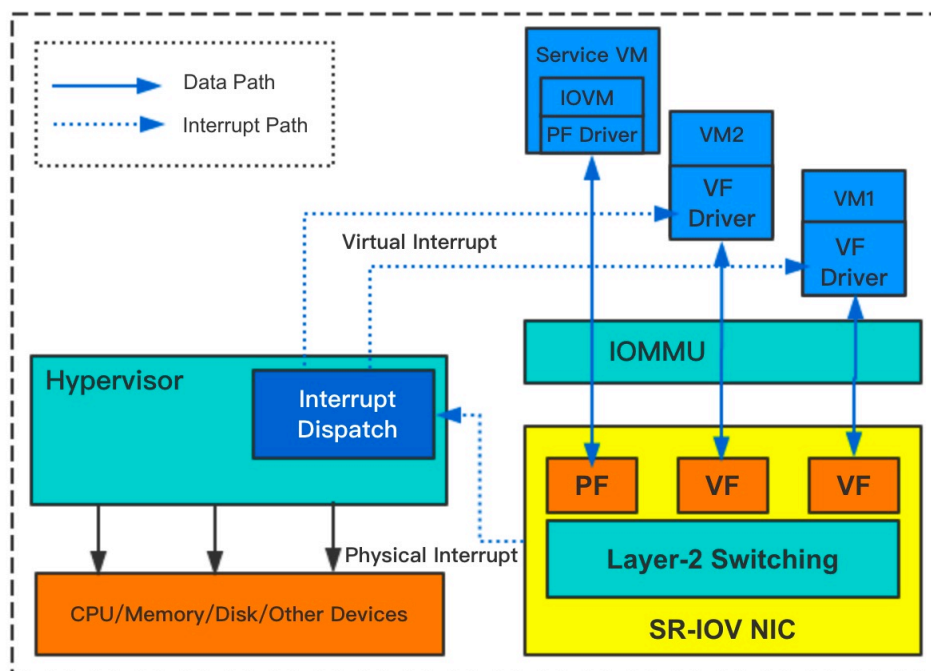 Data Path
Interrupt Path
Service VM
IOVM
PF Driver
VM2
VF
Driver
VM1
VF
Driver
Virtual Interrupt
IOMMU
Hypervisor
Interrupt
Dispatch
PF
VF
VF
Physical Interrupt
Layer-2 Switching
CPU/Memory/Disk/Other Devices
SR-IOV NIC